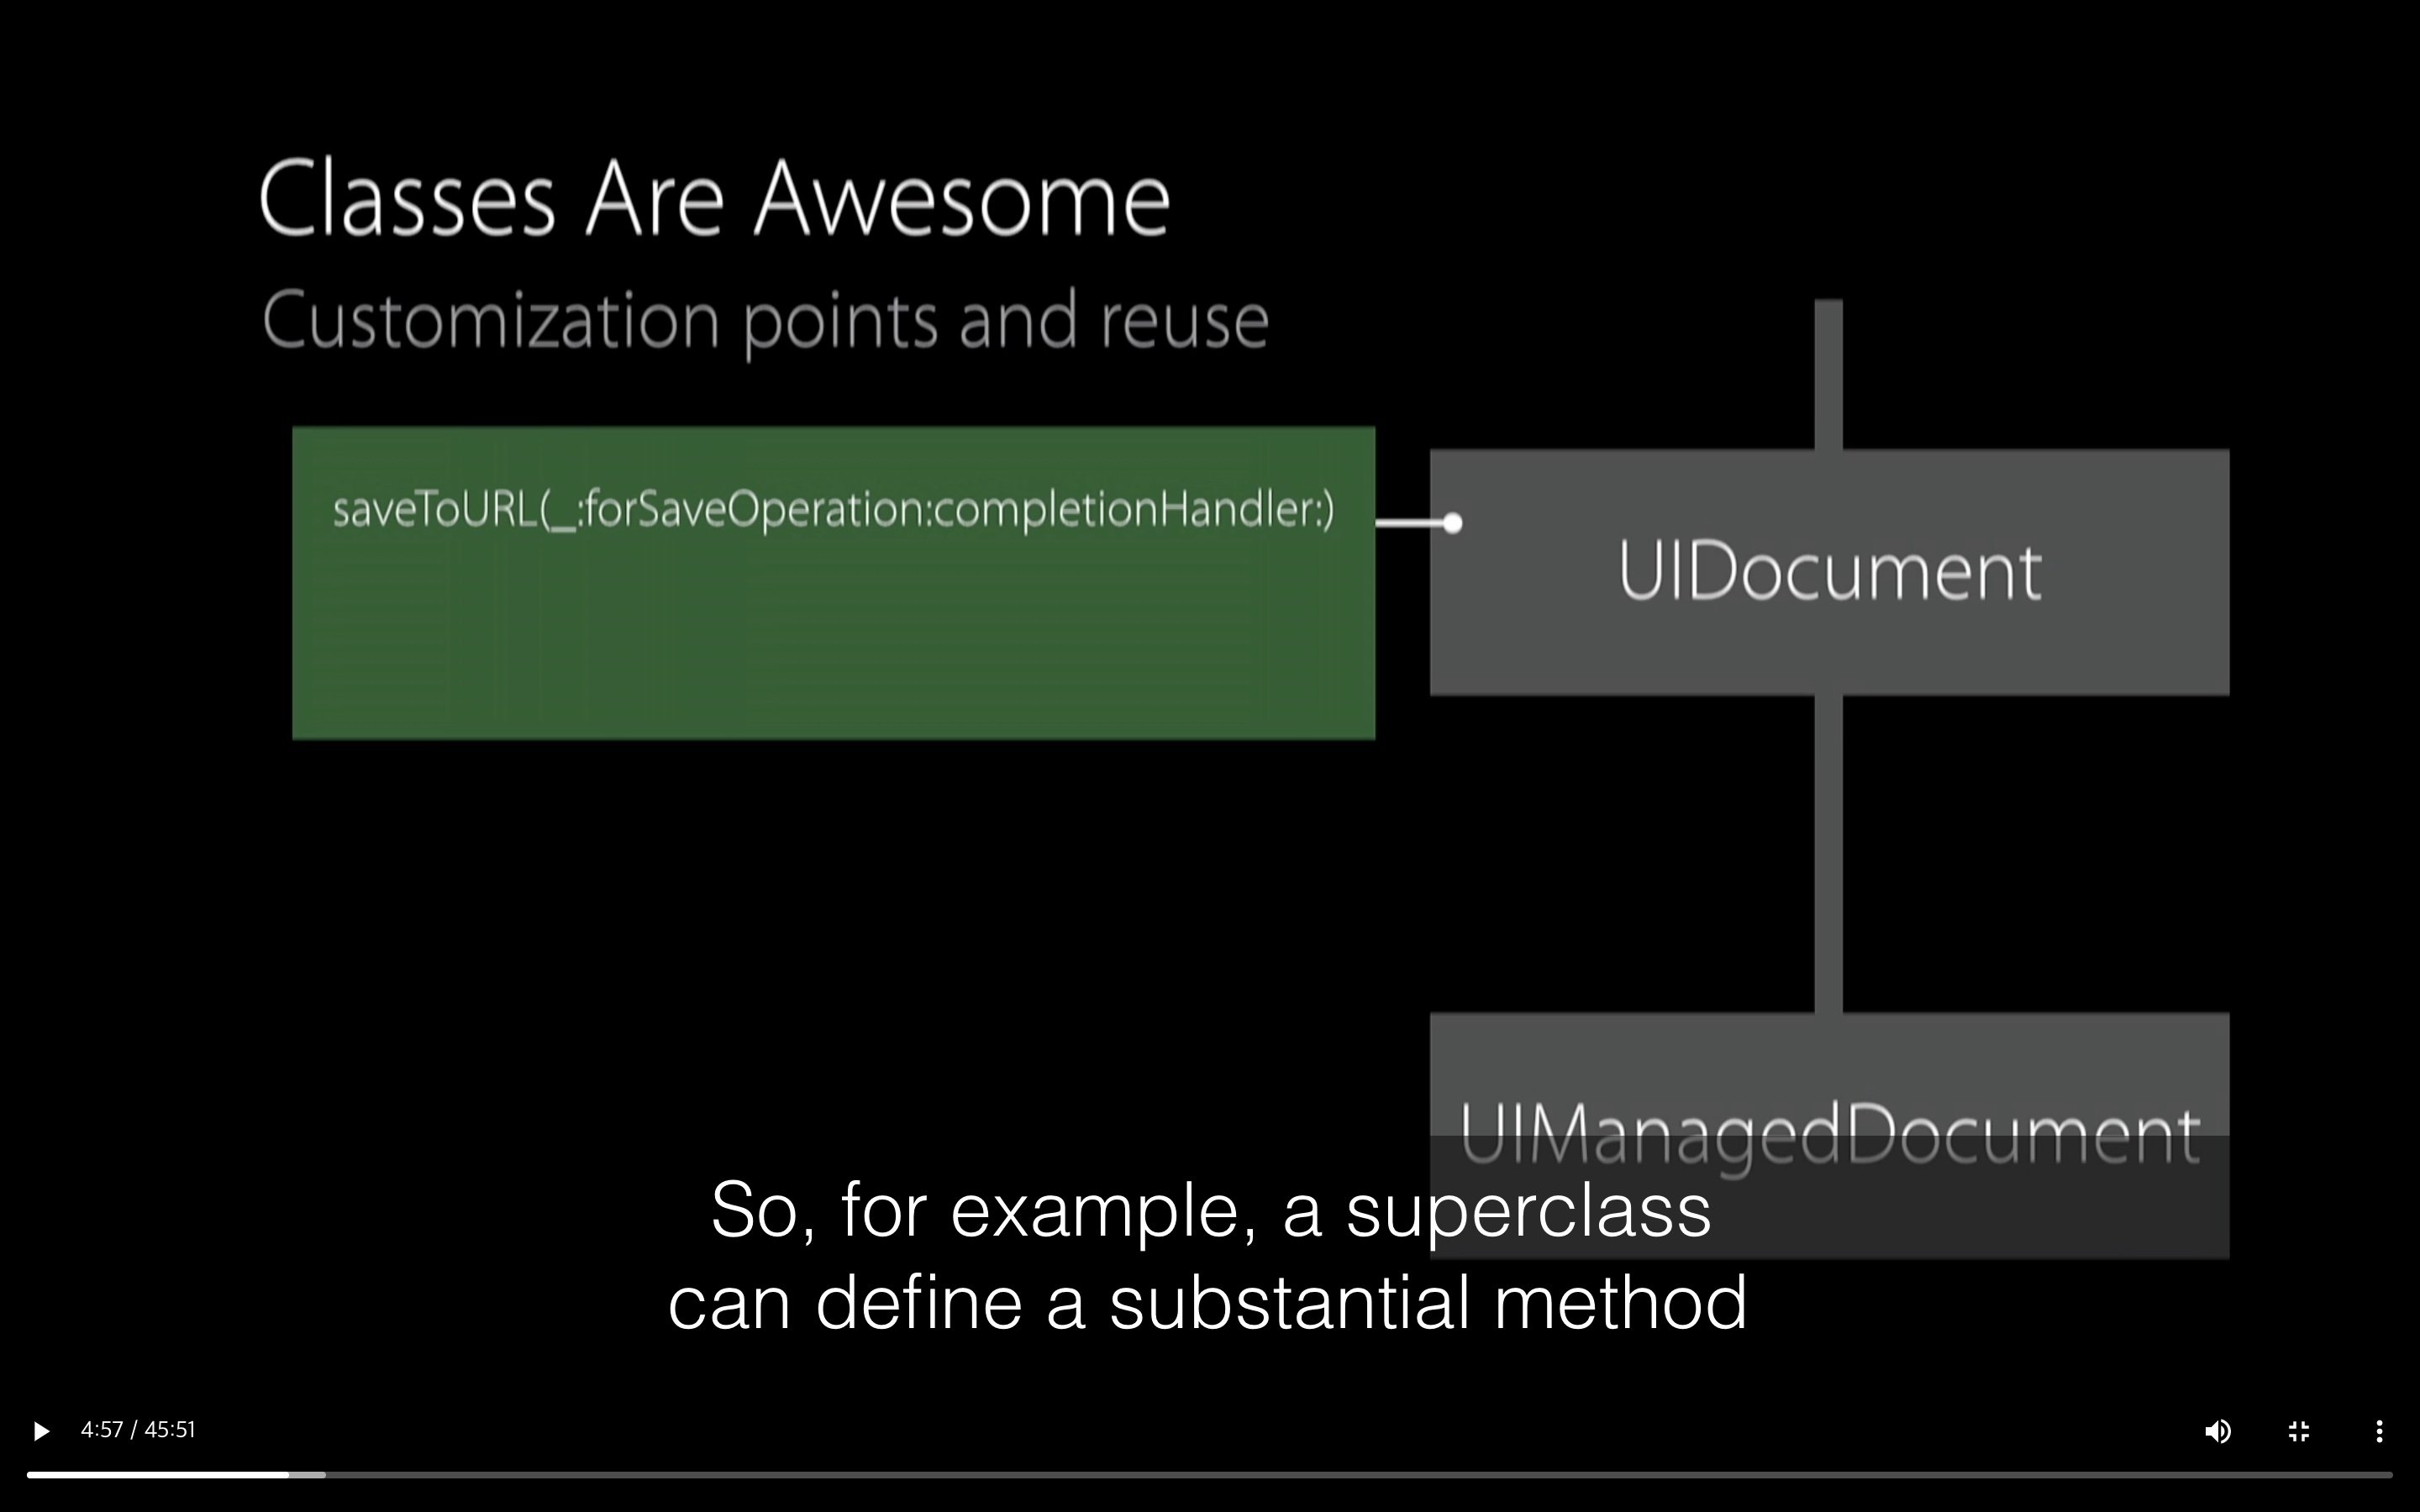 Classes Are Awesome
Customization points and reuse
saveToURL(_:forSaveOperation:completionHandler:)
UIDocument
UIManagedDocument
So, for example, a superclass
can define a substantial method
4:57 / 45:51